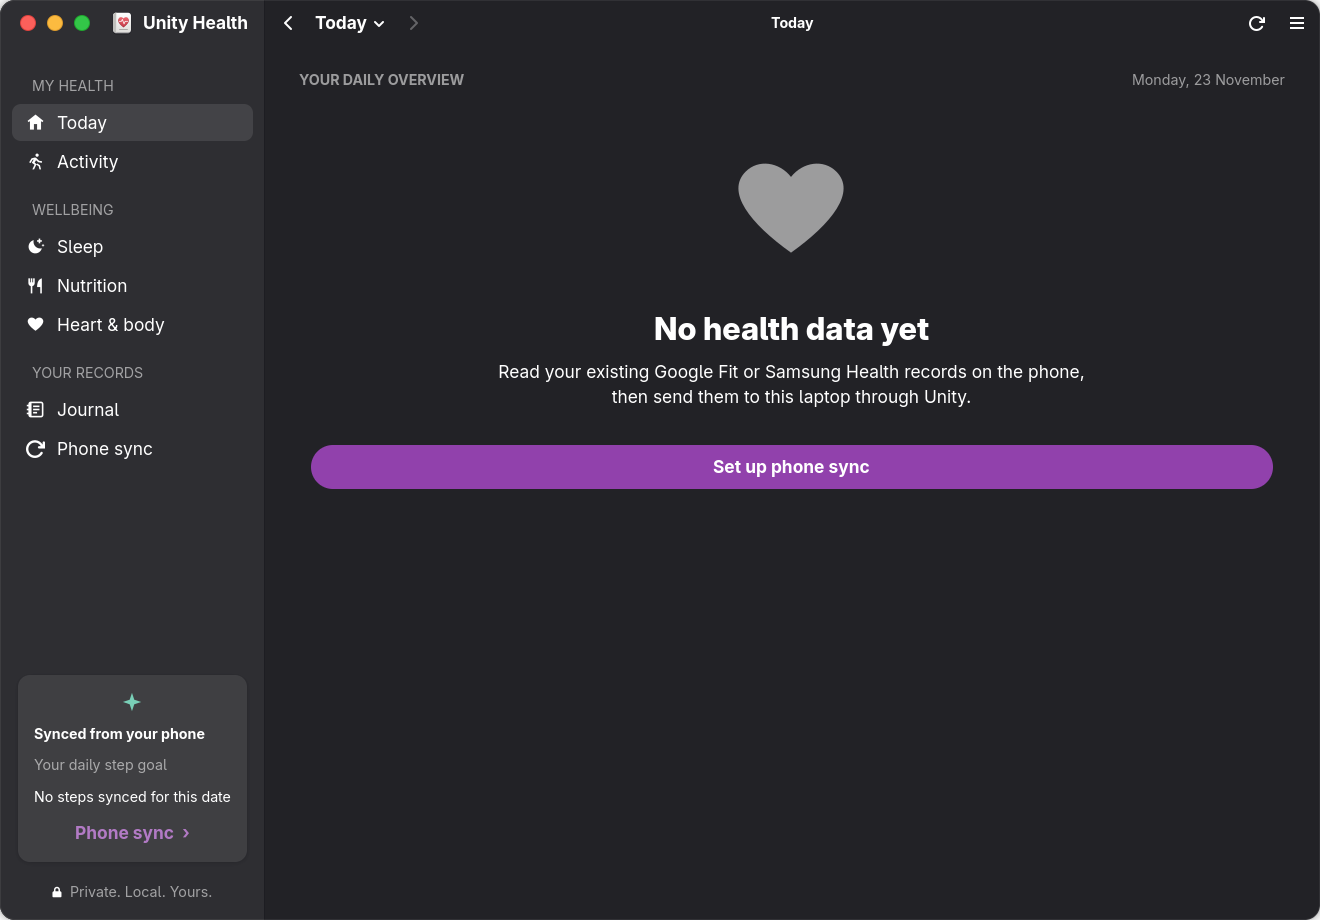 Unity Health
Today
Today
MY HEALTH
Today
Activity
WELLBEING
Sleep
Nutrition
Heart & body
YOUR RECORDS
Journal
Phone sync
Synced from your phone
Your daily step goal
No steps synced for this date
Phone sync ›
Private. Local. Yours.
YOUR DAILY OVERVIEW
Monday, 23 November
No health data yet
Read your existing Google Fit or Samsung Health records on the phone,
then send them to this laptop through Unity.
Set up phone sync